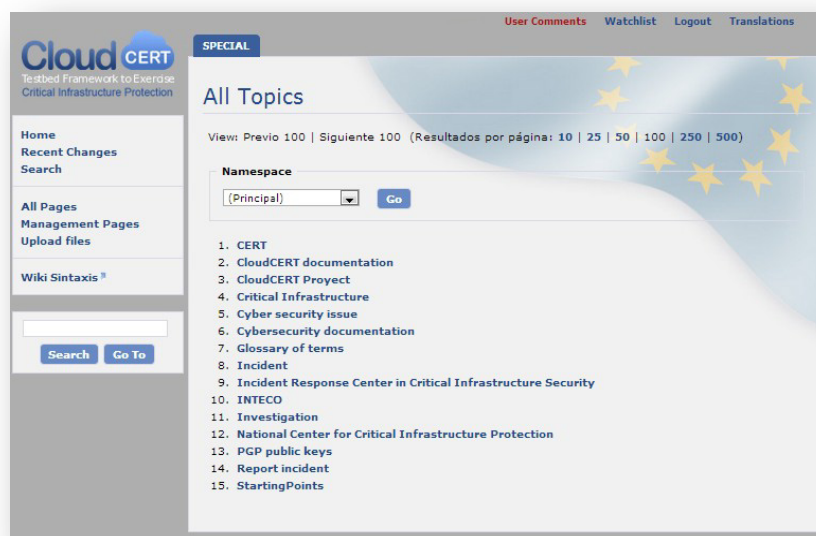 User Comments Watchlist Logout Translations
Cloud CERT
Testbed Framework to Exercise
Critical Infrastructure Protection
SPECIAL
All Topics
View: Previo 100 | Siguiente 100 (Resultados por página: 10 | 25 | 50 | 100 | 250 | 500)
Namespace
(Principal) Go
Home
Recent Changes
Search
All Pages
Management Pages
Upload files
Wiki Sintaxis
Search Go To
1. CERT
2. CloudCERT documentation
3. CloudCERT Proyect
4. Critical Infrastructure
5. Cyber security issue
6. Cybersecurity documentation
7. Glossary of terms
8. Incident
9. Incident Response Center in Critical Infrastructure Security
10. INTECO
11. Investigation
12. National Center for Critical Infrastructure Protection
13. PGP public keys
14. Report incident
15. StartingPoints